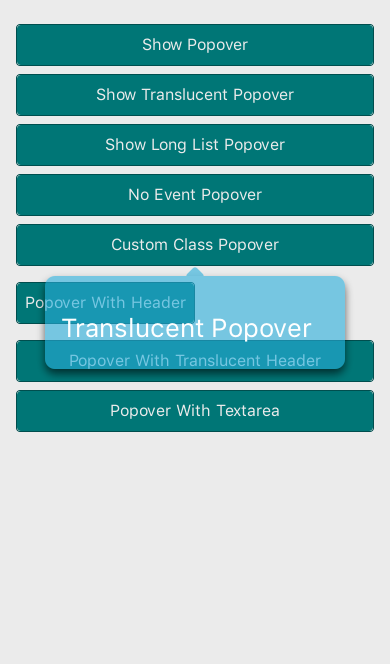 Show Popover
Show Translucent Popover
Show Long List Popover
No Event Popover
Custom Class Popover
Popover With Header
Translucent Popover
Popover With Translucent Header
Popover With Textarea